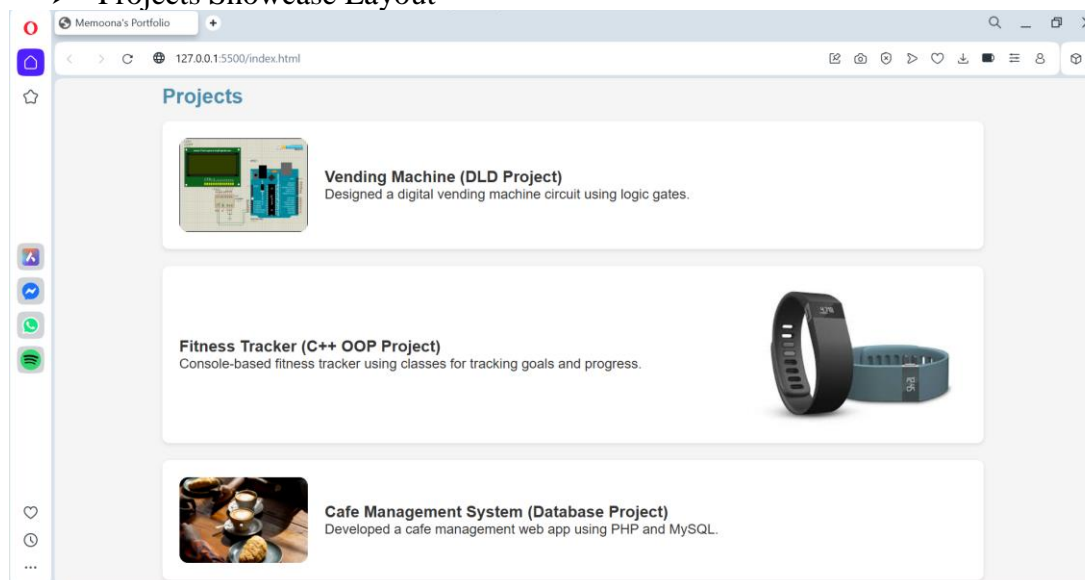 Projects Showcase Layout
Memoona's Portfolio
127.0.0.1:5500/index.html
Projects
Vending Machine (DLD Project)
Designed a digital vending machine circuit using logic gates.
Fitness Tracker (C++ OOP Project)
Console-based fitness tracker using classes for tracking goals and progress.
Cafe Management System (Database Project)
Developed a cafe management web app using PHP and MySQL.